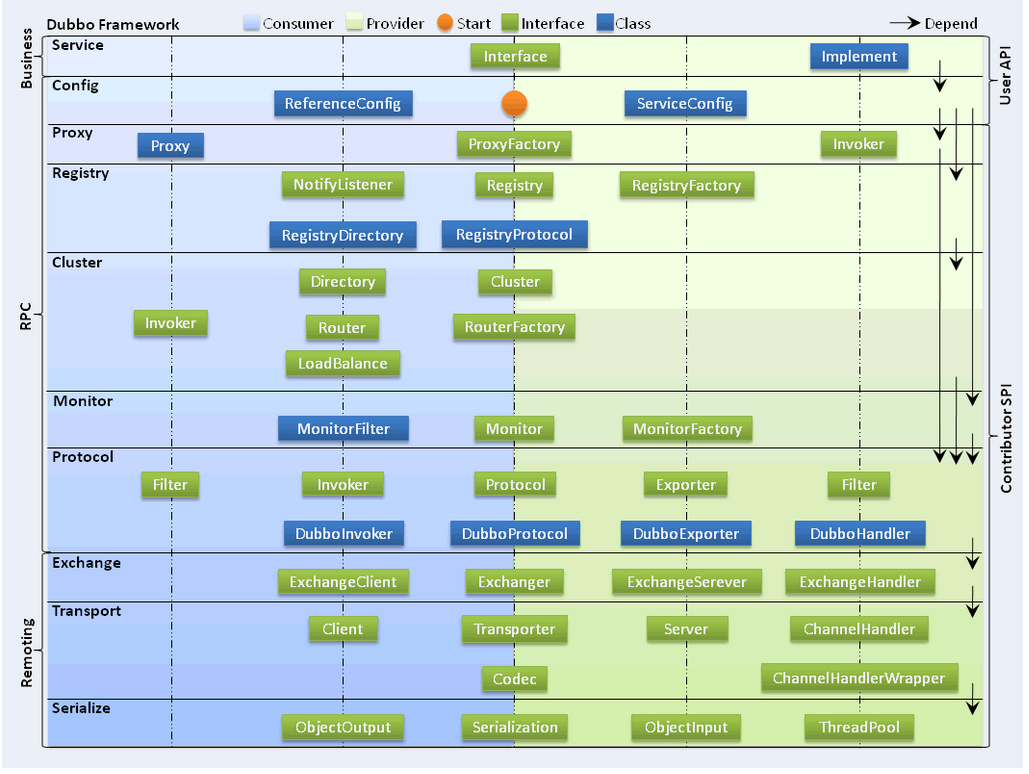 Dubbo Framework Consumer Provider Start Interface Class Depend
Business
Service
Interface Implement
User API
Config
ReferenceConfig ServiceConfig
RPC
Proxy
Proxy ProxyFactory Invoker
Registry
NotifyListener Registry RegistryFactory
RegistryDirectory RegistryProtocol
Cluster
Directory Cluster
Invoker Router RouterFactory
LoadBalance
Monitor
MonitorFilter Monitor MonitorFactory
Contributor SPI
Protocol
Filter Invoker Protocol Exporter Filter
DubboInvoker DubboProtocol DubboExporter DubboHandler
Remoting
Exchange
ExchangeClient Exchanger ExchangeSerever ExchangeHandler
Transport
Client Transporter Server ChannelHandler
Codec ChannelHandlerWrapper
Serialize
ObjectOutput Serialization ObjectInput ThreadPool